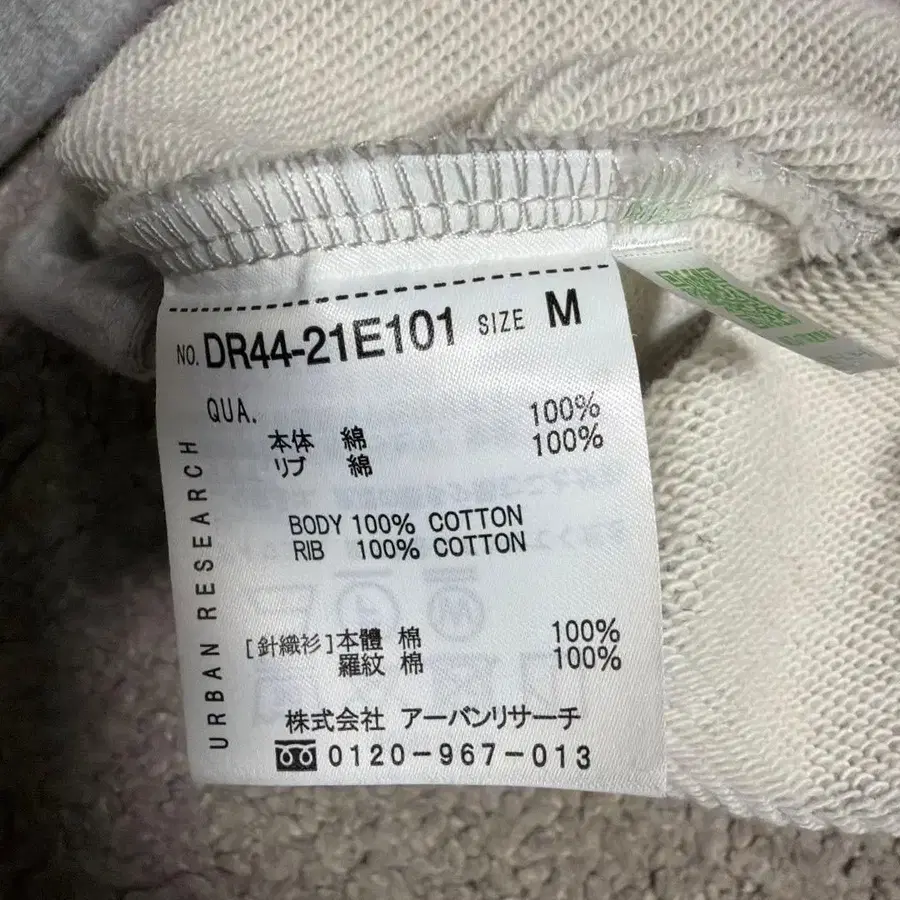 NO. DR44-21E101 SIZE M
QUA.
本体 綿 100%
リブ 綿 100%
BODY 100% COTTON
RIB 100% COTTON
[針織衫]本體 棉 100%
羅紋 棉 100%
株式会社 アーバンリサーチ
0120-967-013
URBAN RESEARCH